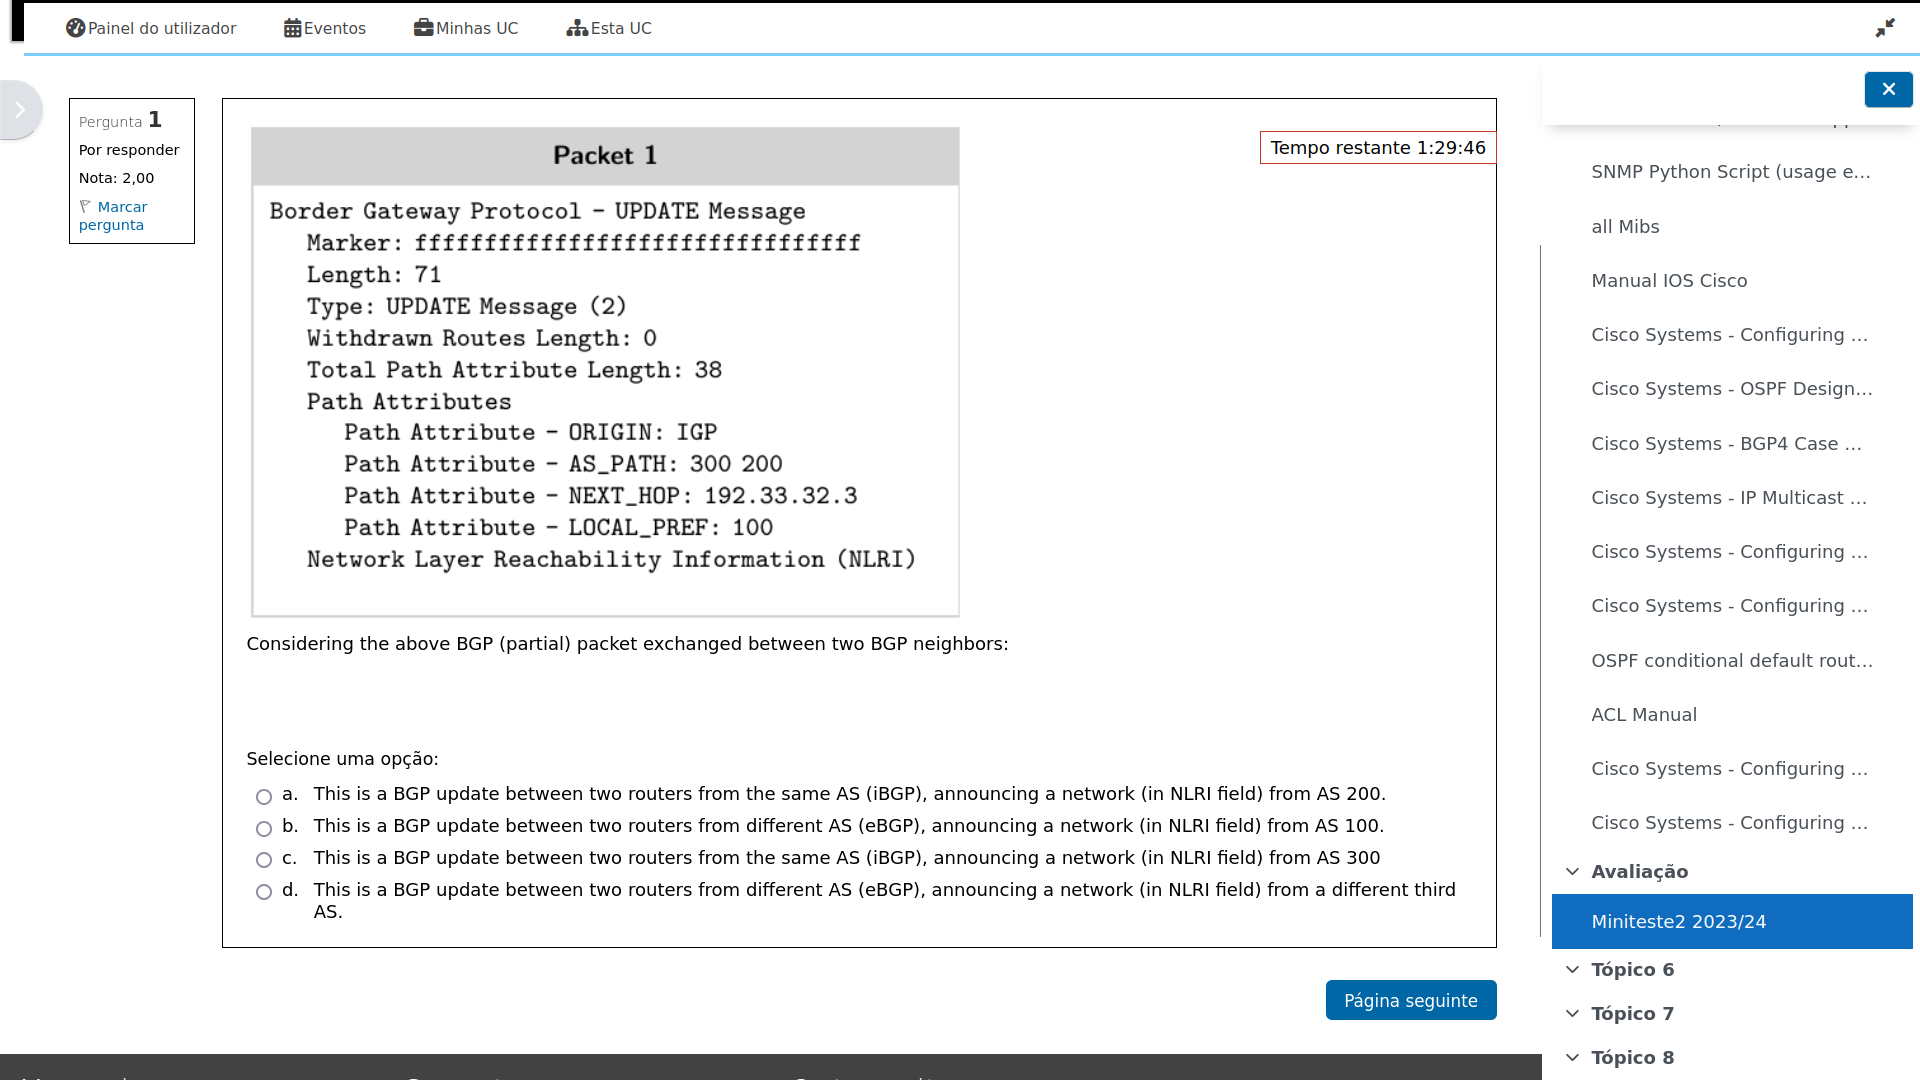 Painel do utilizador
Eventos
Minhas UC
Esta UC
Pergunta 1
Por responder
Nota: 2,00
Marcar
pergunta
Tempo restante 1:29:46
Packet 1
Border Gateway Protocol - UPDATE Message
Marker: ffffffffffffffffffffffffffffffff
Length: 71
Type: UPDATE Message (2)
Withdrawn Routes Length: 0
Total Path Attribute Length: 38
Path Attributes
Path Attribute - ORIGIN: IGP
Path Attribute - AS_PATH: 300 200
Path Attribute - NEXT_HOP: 192.33.32.3
Path Attribute - LOCAL_PREF: 100
Network Layer Reachability Information (NLRI)
Considering the above BGP (partial) packet exchanged between two BGP neighbors:
Selecione uma opção:
a. This is a BGP update between two routers from the same AS (iBGP), announcing a network (in NLRI field) from AS 200.
b. This is a BGP update between two routers from different AS (eBGP), announcing a network (in NLRI field) from AS 100.
c. This is a BGP update between two routers from the same AS (iBGP), announcing a network (in NLRI field) from AS 300
d. This is a BGP update between two routers from different AS (eBGP), announcing a network (in NLRI field) from a different third
AS.
Página seguinte
SNMP Python Script (usage e...
all Mibs
Manual IOS Cisco
Cisco Systems - Configuring ...
Cisco Systems - OSPF Design...
Cisco Systems - BGP4 Case ...
Cisco Systems - IP Multicast ...
Cisco Systems - Configuring ...
Cisco Systems - Configuring ...
OSPF conditional default rout...
ACL Manual
Cisco Systems - Configuring ...
Cisco Systems - Configuring ...
Avaliação
Miniteste2 2023/24
Tópico 6
Tópico 7
Tópico 8